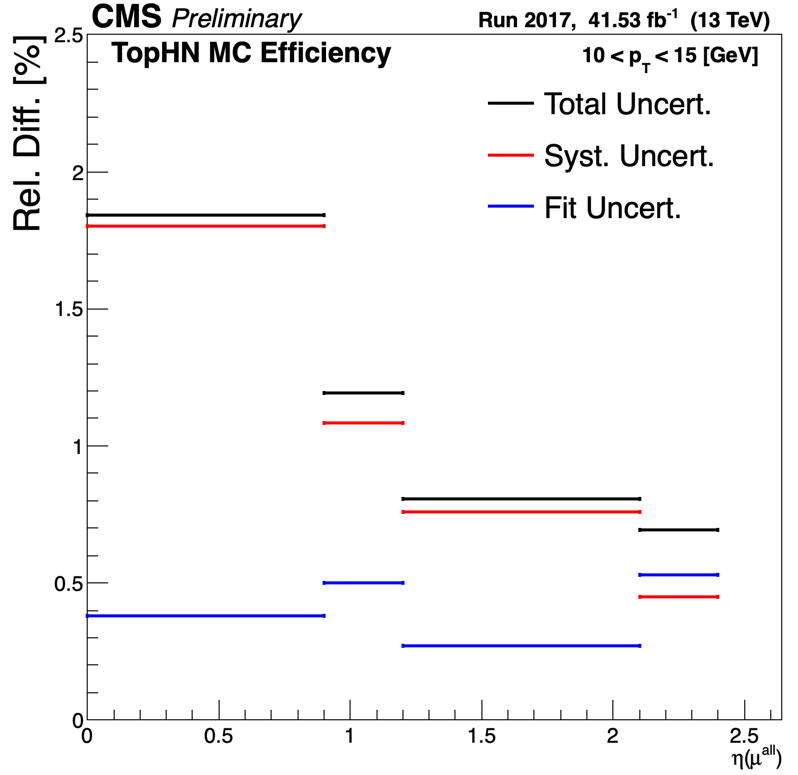 CMS Preliminary Run 2017, 41.53 fb⁻¹ (13 TeV)
TopHN MC Efficiency 10 < p_T < 15 [GeV]
Rel. Diff. [%]
Total Uncert.
Syst. Uncert.
Fit Uncert.
2.5
2
1.5
1
0.5
0
0 0.5 1 1.5 2 2.5
η(μ^all)